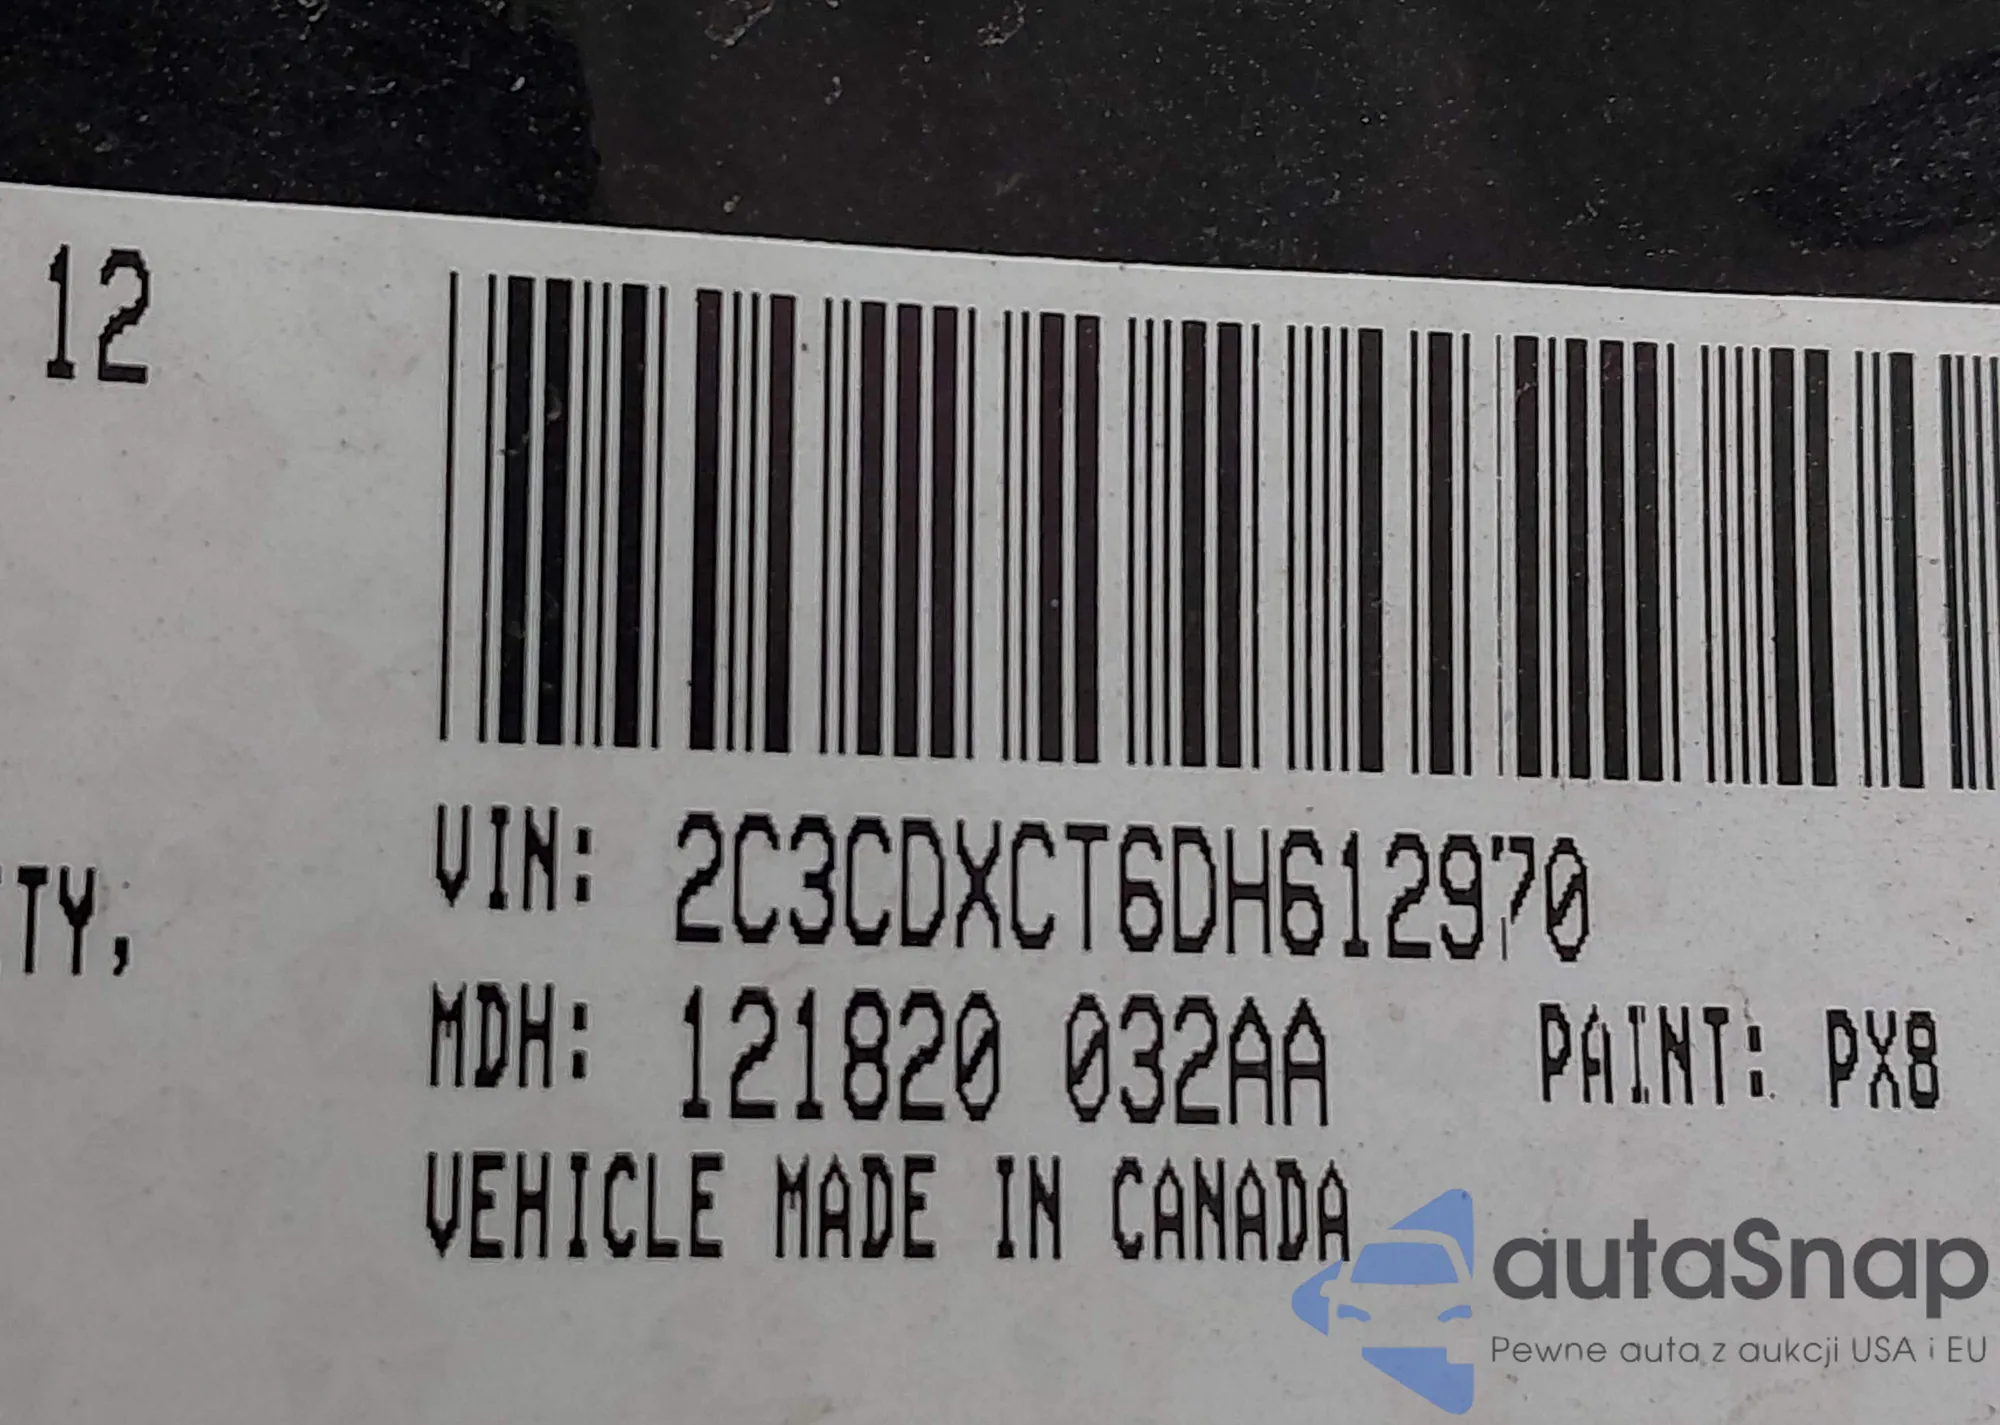 12
TY,
VIN: 2C3CDXCT6DH612970
MDH: 121820 032AA PAINT: PX8
VEHICLE MADE IN CANADA
autaSnap
Pewne auta z aukcji USA i EU